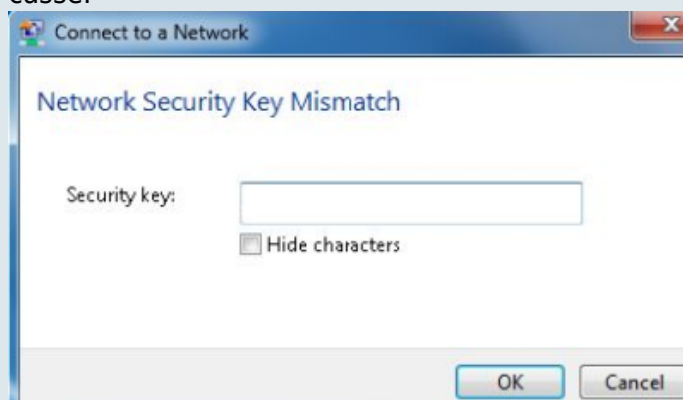 Connect to a Network
Network Security Key Mismatch
Security key:
Hide characters
OK Cancel